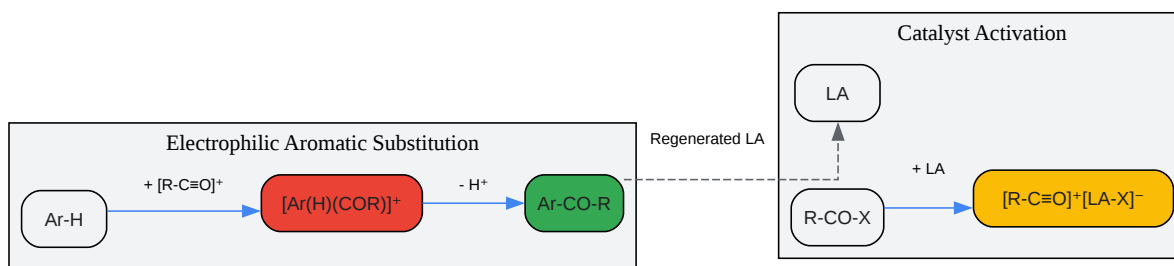 Electrophilic Aromatic Substitution
Ar-H
+ [R-C≡O]⁺
[Ar(H)(COR)]⁺
- H⁺
Ar-CO-R
Regenerated LA
Catalyst Activation
LA
R-CO-X
+ LA
[R-C≡O]⁺[LA-X]⁻